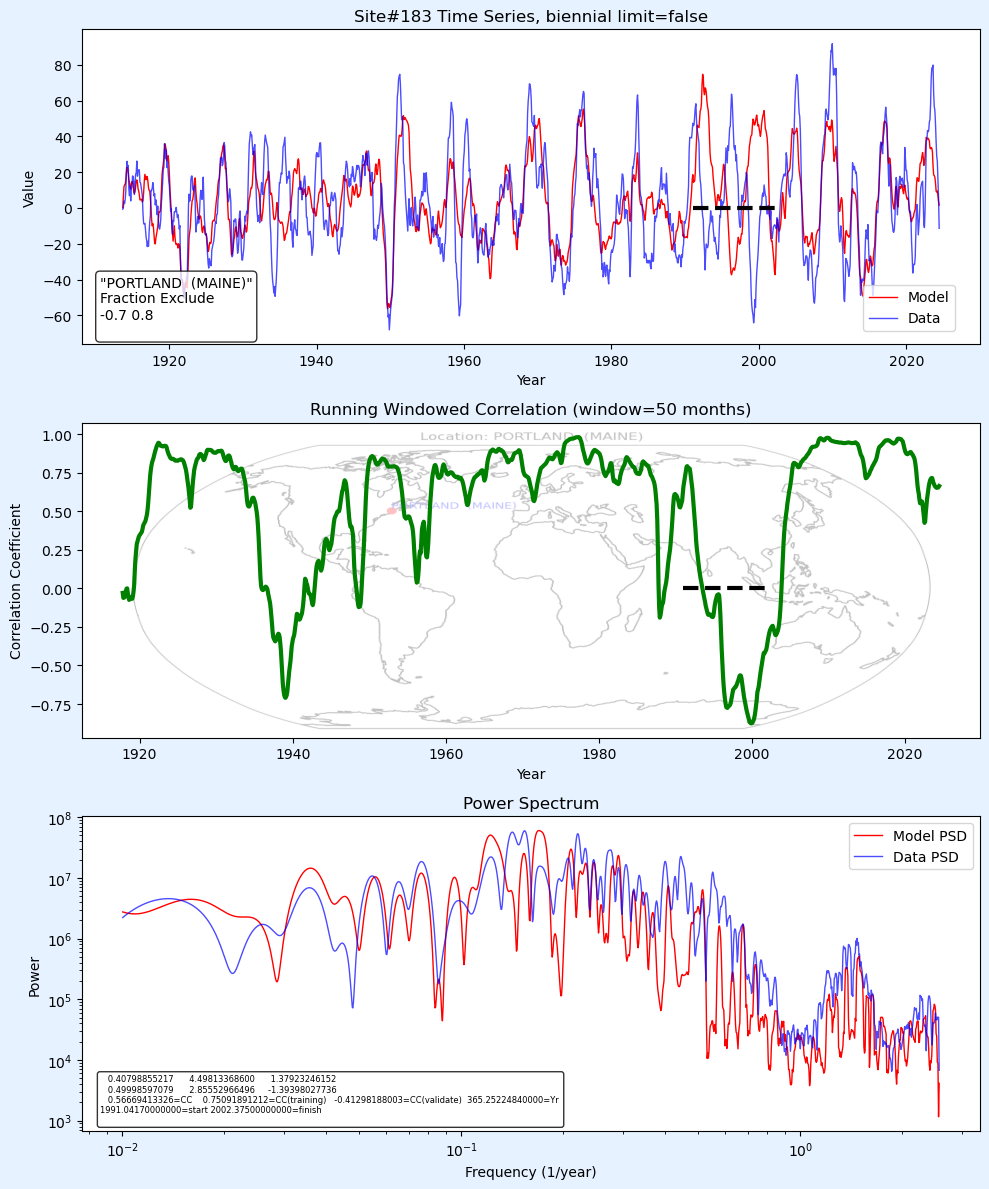 Site#183 Time Series, biennial limit=false
Value
80
60
40
20
0
−20
−40
−60
"PORTLAND (MAINE)"
Fraction Exclude
-0.7 0.8
Model
Data
1920
1940
1960
1980
2000
2020
Year
Running Windowed Correlation (window=50 months)
Location: PORTLAND (MAINE)
Correlation Coefficient
1.00
0.75
0.50
0.25
0.00
−0.25
−0.50
−0.75
PORTLAND (MAINE)
1920
1940
1960
1980
2000
2020
Year
Power Spectrum
Power
10^8
10^7
10^6
10^5
10^4
10^3
Model PSD
Data PSD
0.40798855217 4.49813368600 1.37923246152
0.49998597079 2.85552966496 -1.39398027736
0.56669413326=CC 0.75091891212=CC(training) -0.41298188003=CC(validate) 365.25224840000=Yr
1991.04170000000=start 2002.37500000000=finish
10^−2
10^−1
10^0
Frequency (1/year)